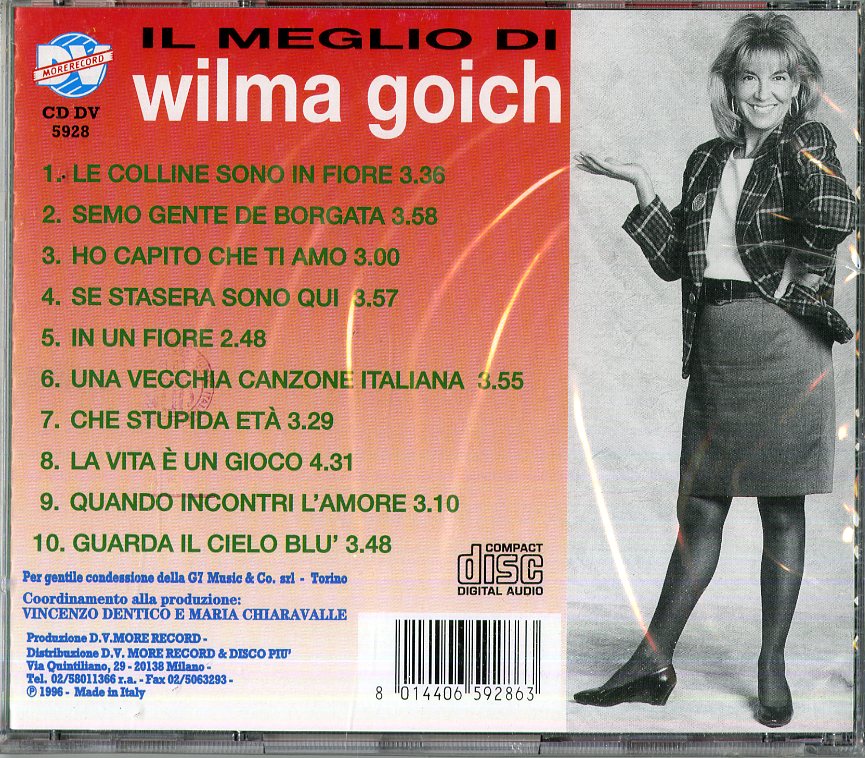 IL MEGLIO DI
wilma goich
DV
MORERECORD
CD DV
5928
1. LE COLLINE SONO IN FIORE 3.36
2. SEMO GENTE DE BORGATA 3.58
3. HO CAPITO CHE TI AMO 3.00
4. SE STASERA SONO QUI 3.57
5. IN UN FIORE 2.48
6. UNA VECCHIA CANZONE ITALIANA 3.55
7. CHE STUPIDA ETÀ 3.29
8. LA VITA È UN GIOCO 4.31
9. QUANDO INCONTRI L'AMORE 3.10
10. GUARDA IL CIELO BLU' 3.48
Per gentile condessione della G7 Music & Co. srl - Torino
Coordinamento alla produzione:
VINCENZO DENTICO E MARIA CHIARAVALLE
Produzione D.V.MORE RECORD -
Distribuzione D.V. MORE RECORD & DISCO PIU'
Via Quintiliano, 29 - 20138 Milano -
Tel. 02/58011366 r.a. - Fax 02/5063293 -
℗ 1996 - Made in Italy
COMPACT
disc
DIGITAL AUDIO
8 014406 592863